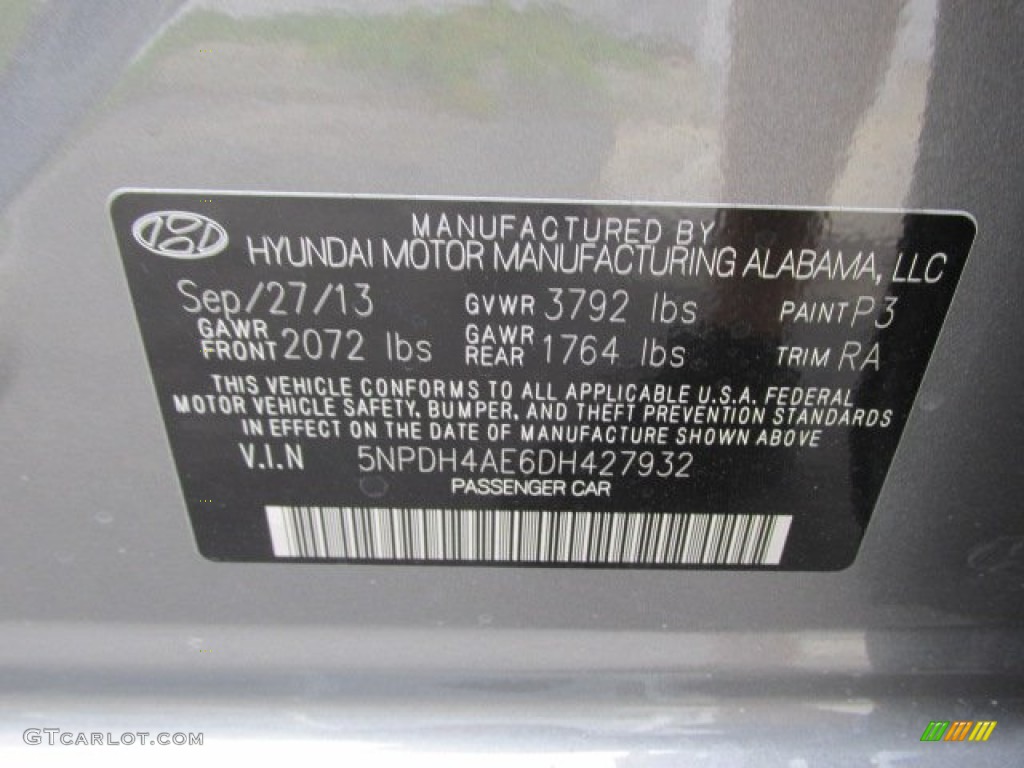 MANUFACTURED BY
HYUNDAI MOTOR MANUFACTURING ALABAMA, LLC
Sep/27/13 GVWR 3792 lbs PAINT P3
GAWR FRONT 2072 lbs GAWR REAR 1764 lbs TRIM RA
THIS VEHICLE CONFORMS TO ALL APPLICABLE U.S.A. FEDERAL
MOTOR VEHICLE SAFETY, BUMPER, AND THEFT PREVENTION STANDARDS
IN EFFECT ON THE DATE OF MANUFACTURE SHOWN ABOVE
V.I.N 5NPDH4AE6DH427932
PASSENGER CAR
GTCarLot.com